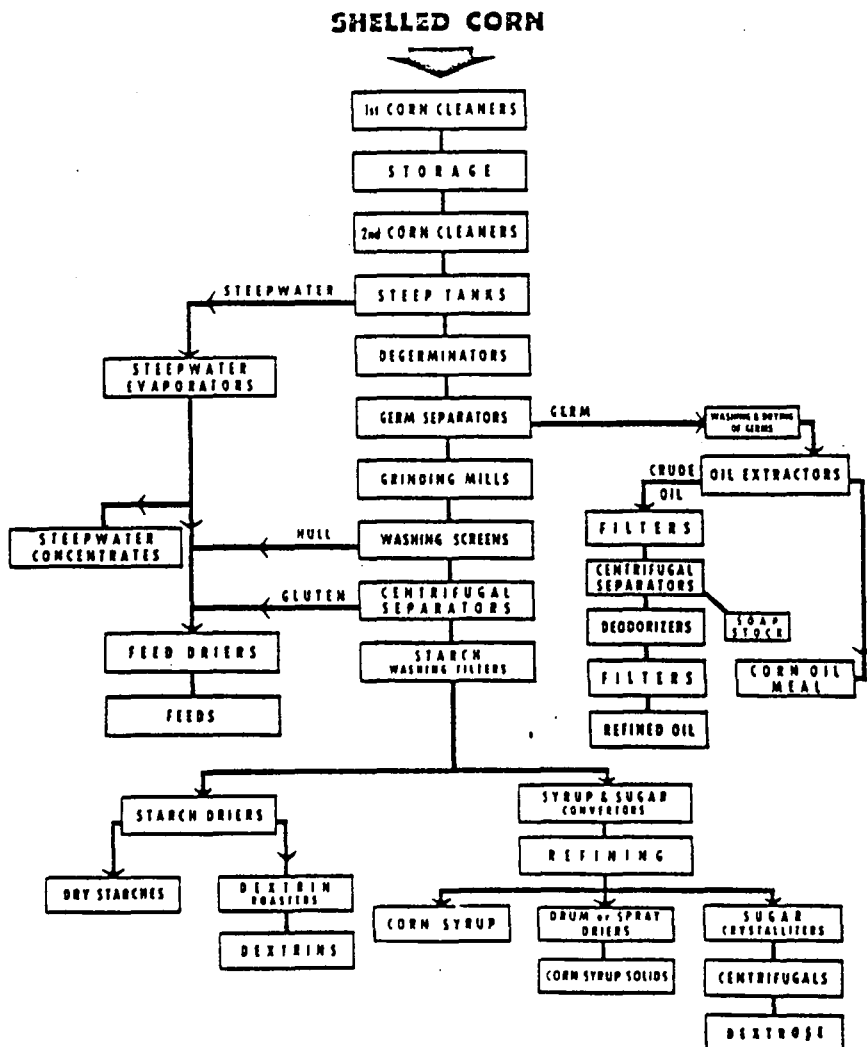 SHELLED CORN
1st CORN CLEANERS
STORAGE
2nd CORN CLEANERS
STEEPWATER
STEEP TANKS
DEGERMINATORS
STEEPWATER
EVAPORATORS
GERM SEPARATORS
GERM
WASHING & DRYING
OF GERMS
GRINDING MILLS
CRUDE
OIL
OIL EXTRACTORS
STEEPWATER
CONCENTRATES
HULL
WASHING SCREENS
FILTERS
GLUTEN
CENTRIFUGAL
SEPARATORS
CENTRIFUGAL
SEPARATORS
SOAP
STOCK
FEED DRIERS
STARCH
WASHING FILTERS
DEODORIZERS
FILTERS
CORN OIL
MEAL
FEEDS
REFINED OIL
STARCH DRIERS
SYRUP & SUGAR
CONVERTORS
REFINING
DRY STARCHES
DEXTRIN
ROASTERS
DEXTRINS
CORN SYRUP
DRUM or SPRAY
DRIERS
CORN SYRUP SOLIDS
SUGAR
CRYSTALLIZERS
CENTRIFUGALS
DEXTROSE